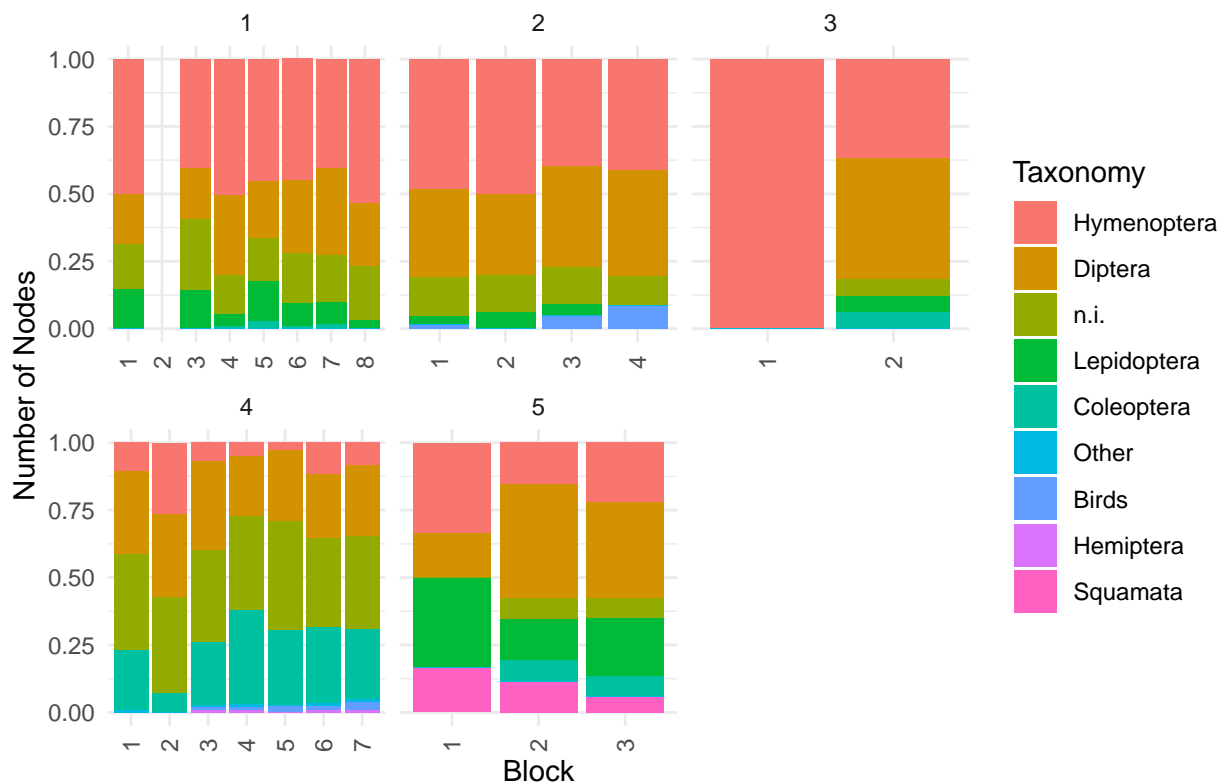 1 2 3
1.00
0.75
0.50
0.25
0.00
1 2 3 4 5 6 7 8 1 2 3 4 1 2
4 5
1.00
0.75
0.50
0.25
0.00
1 2 3 4 5 6 7 1 2 3
Number of Nodes
Block
Taxonomy
Hymenoptera
Diptera
n.i.
Lepidoptera
Coleoptera
Other
Birds
Hemiptera
Squamata